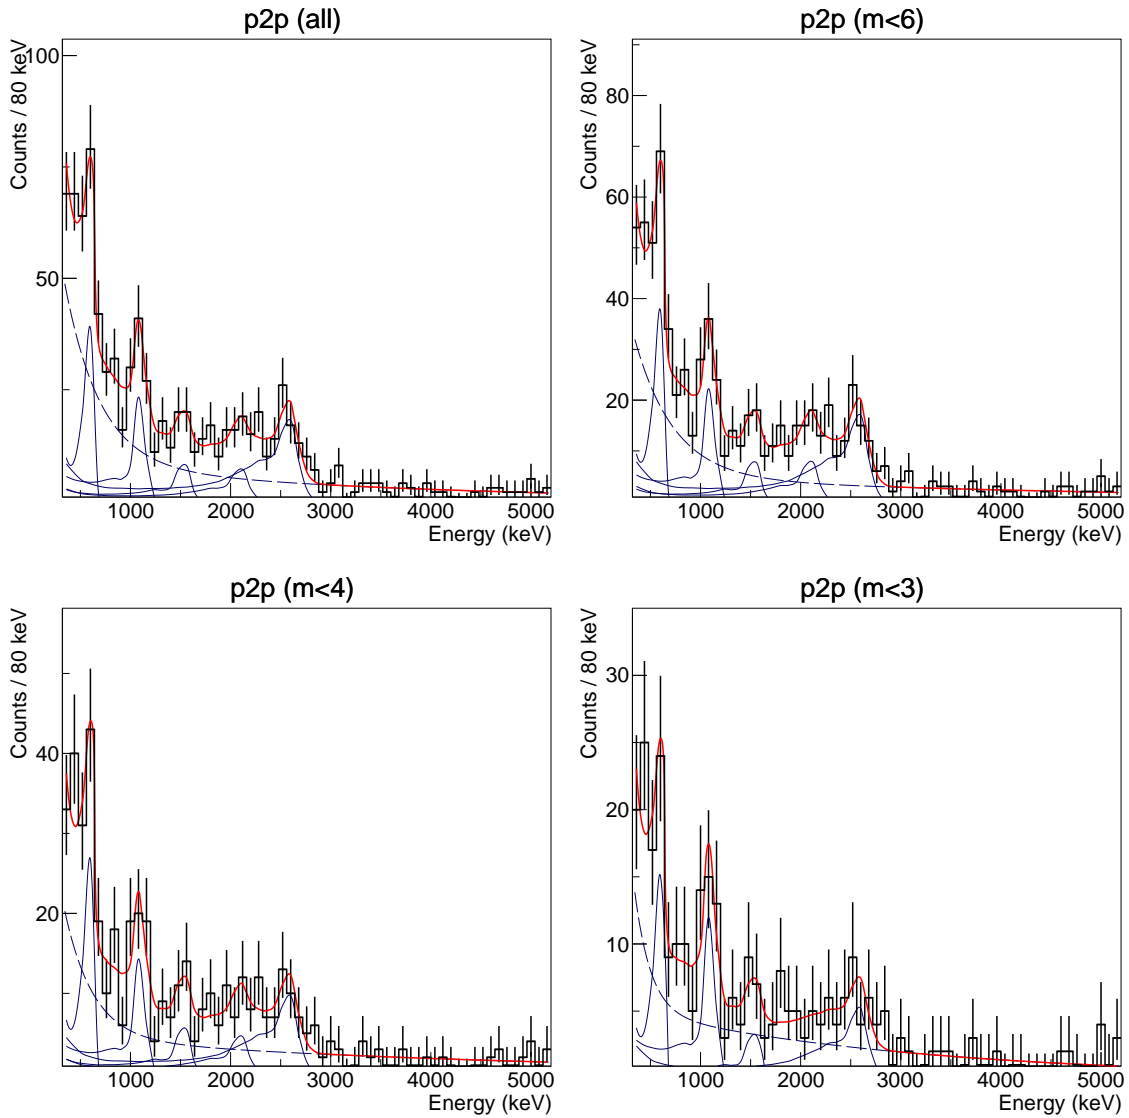 p2p (all)
Counts / 80 keV
100
50
1000 2000 3000 4000 5000
Energy (keV)
p2p (m<6)
Counts / 80 keV
80
60
40
20
1000 2000 3000 4000 5000
Energy (keV)
p2p (m<4)
Counts / 80 keV
40
20
1000 2000 3000 4000 5000
Energy (keV)
p2p (m<3)
Counts / 80 keV
30
20
10
1000 2000 3000 4000 5000
Energy (keV)